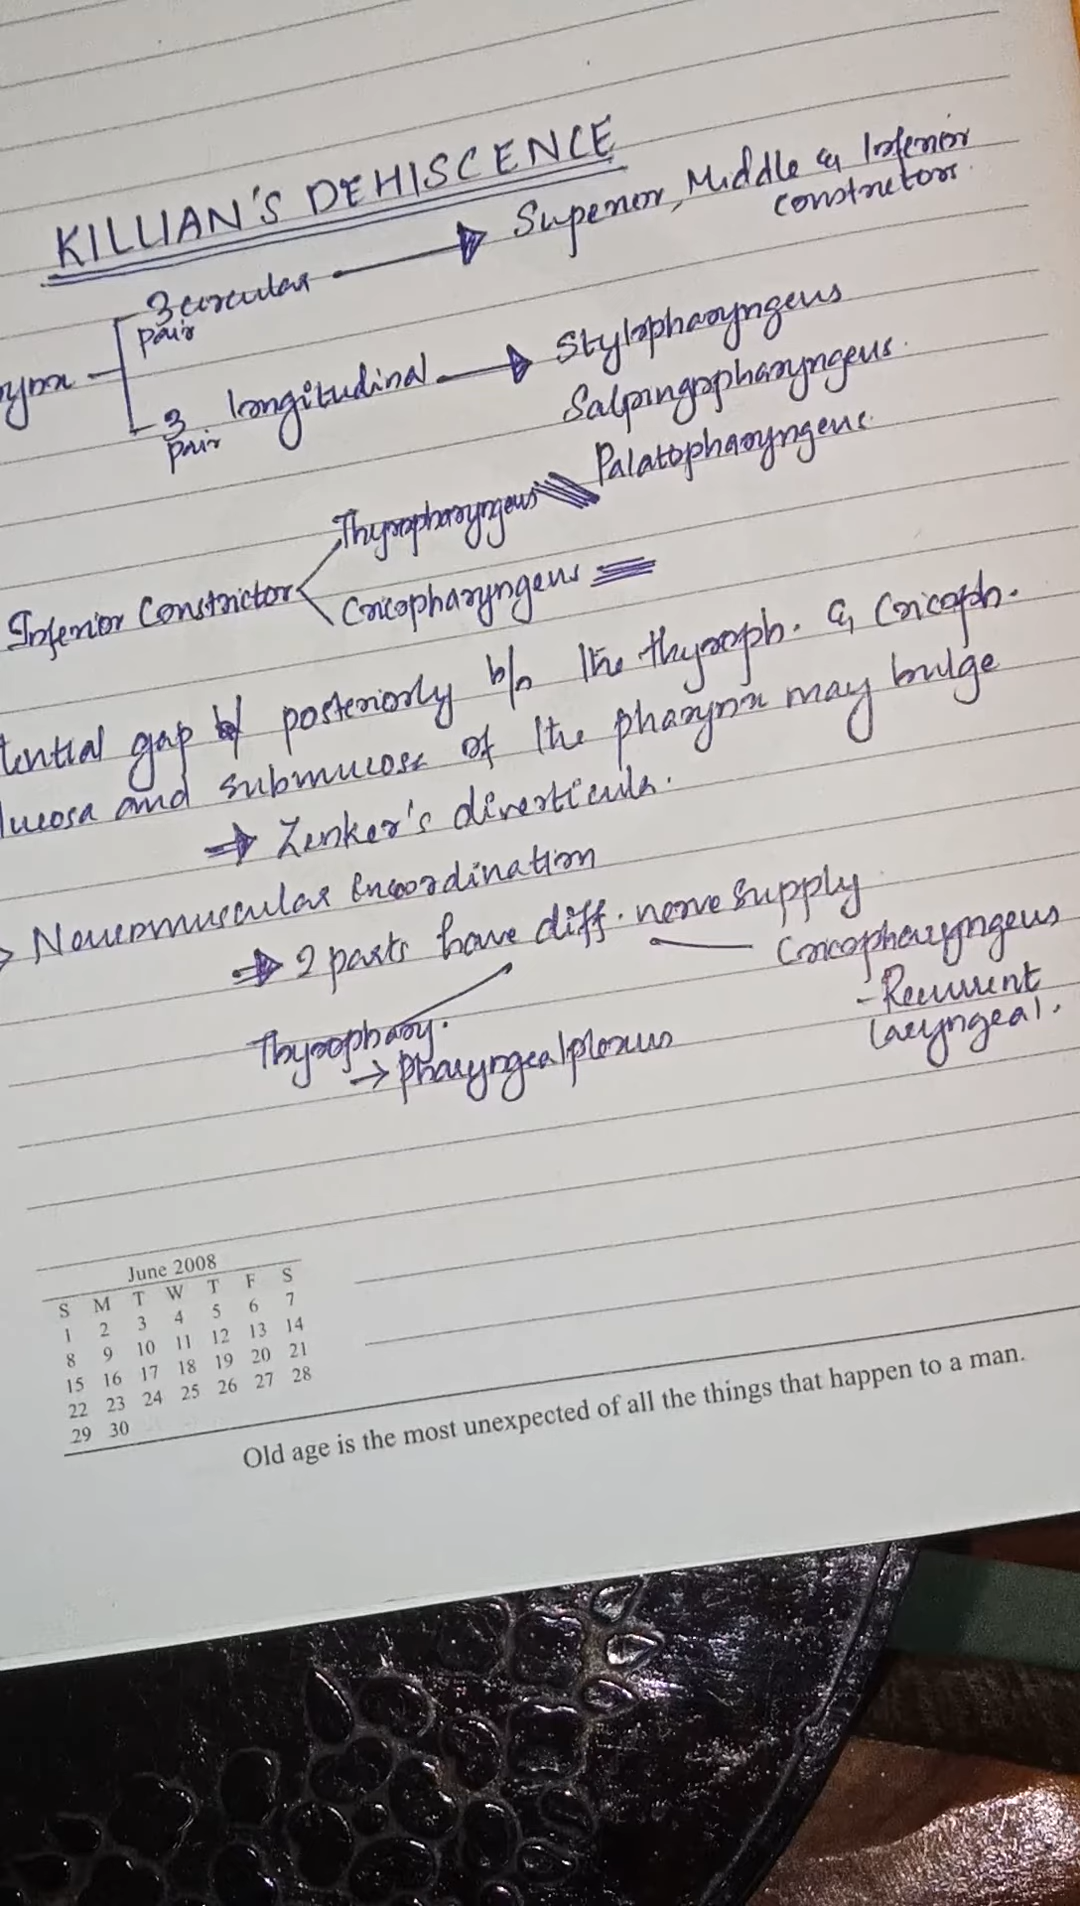 KILLIAN'S DEHISCENCE
3 circular → Superior, Middle & Inferior
pair constrictors.
ynx
3 longitudinal → Stylopharyngeus
pair
Salpingopharyngeus.
Palatopharyngeus.
Inferior Constrictor
Thyropharyngeus
Cricopharyngeus
tential gap posteriorly b/n the thyroph. & Cricoph.
ucosa and submucosa of the pharynx may bulge
⇒ Zenker's diverticula.
> Neuromuscular Incoordination
⇒ 2 parts have diff. nerve supply
Cricopharyngeus
- Recurrent
Laryngeal.
Thyrophary.
→ Pharyngeal plexus
June 2008
S M T W T F S
1 2 3 4 5 6 7
8 9 10 11 12 13 14
15 16 17 18 19 20 21
22 23 24 25 26 27 28
29 30
Old age is the most unexpected of all the things that happen to a man.